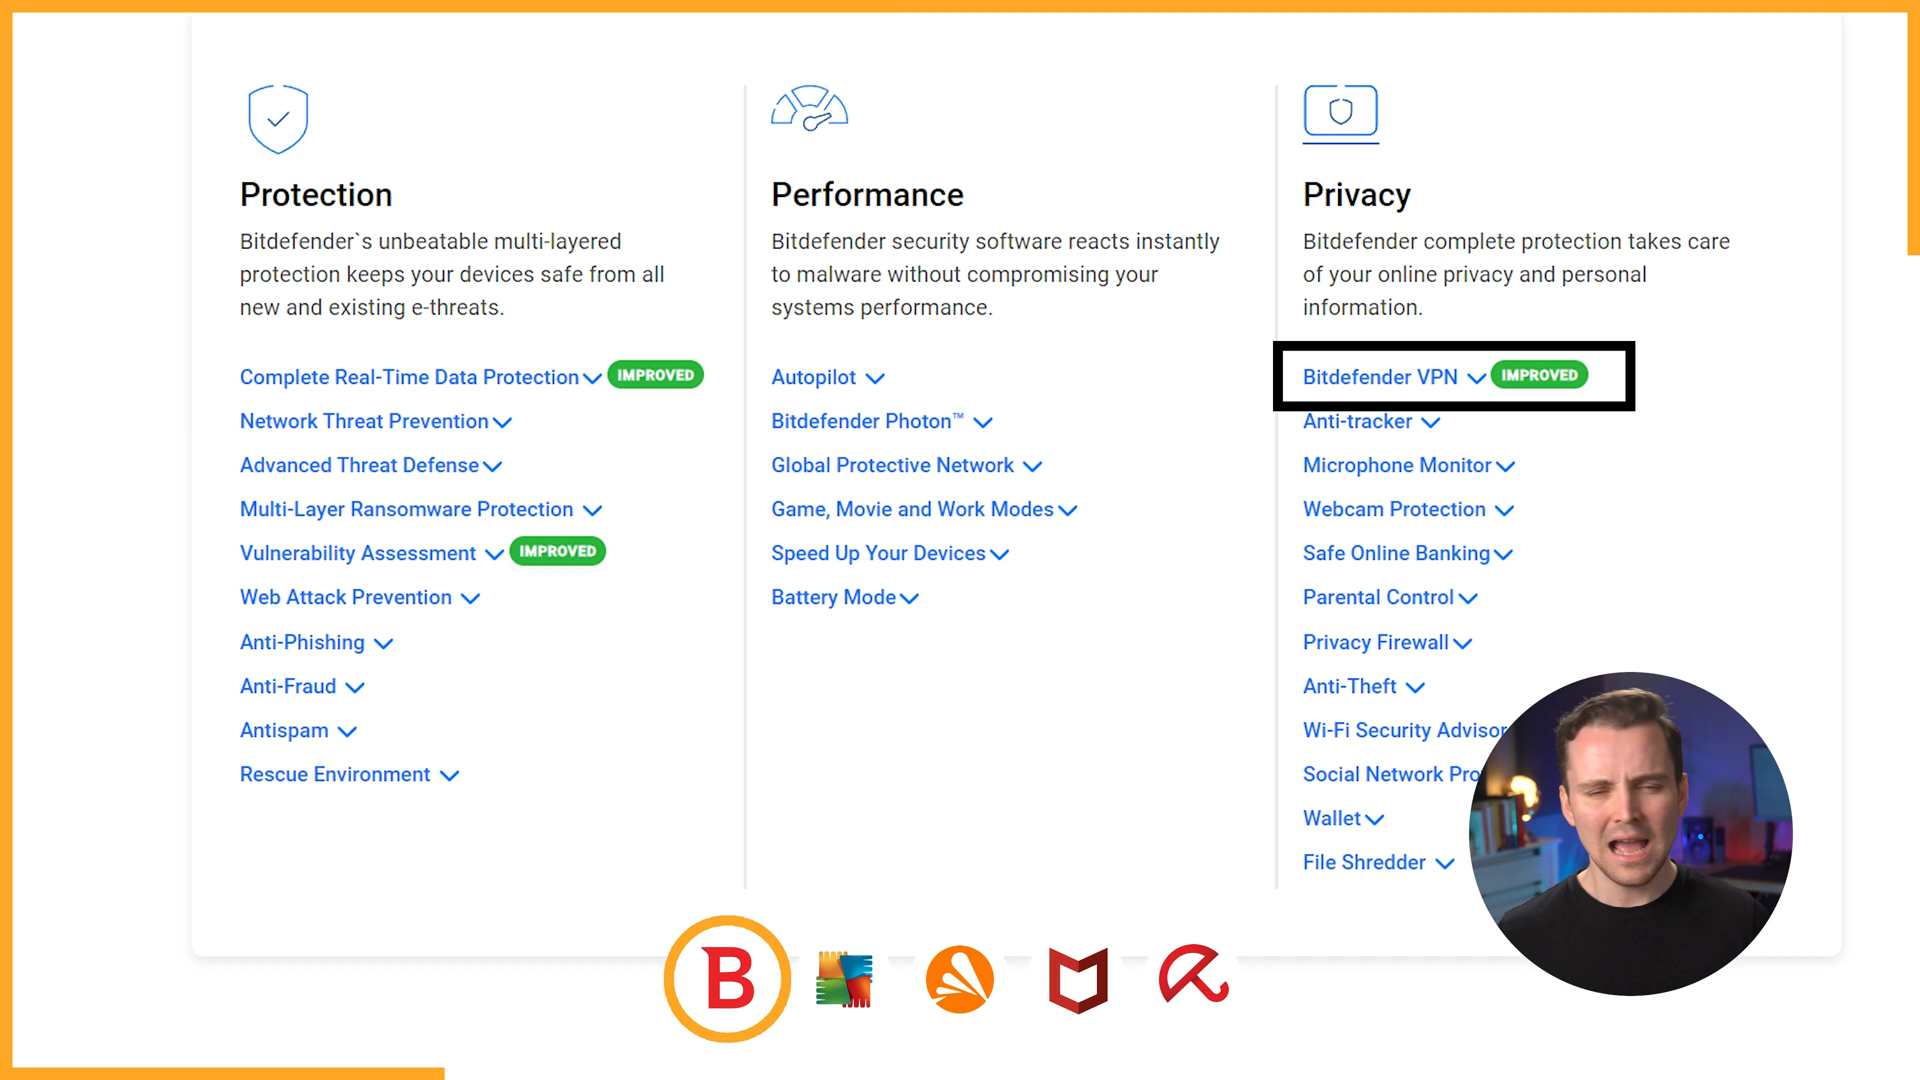 Protection
Bitdefender`s unbeatable multi-layered
protection keeps your devices safe from all
new and existing e-threats.
Complete Real-Time Data Protection IMPROVED
Network Threat Prevention
Advanced Threat Defense
Multi-Layer Ransomware Protection
Vulnerability Assessment IMPROVED
Web Attack Prevention
Anti-Phishing
Anti-Fraud
Antispam
Rescue Environment
Performance
Bitdefender security software reacts instantly
to malware without compromising your
systems performance.
Autopilot
Bitdefender Photon™
Global Protective Network
Game, Movie and Work Modes
Speed Up Your Devices
Battery Mode
Privacy
Bitdefender complete protection takes care
of your online privacy and personal
information.
Bitdefender VPN IMPROVED
Anti-tracker
Microphone Monitor
Webcam Protection
Safe Online Banking
Parental Control
Privacy Firewall
Anti-Theft
Wi-Fi Security Advisor
Social Network Pro
Wallet
File Shredder
B